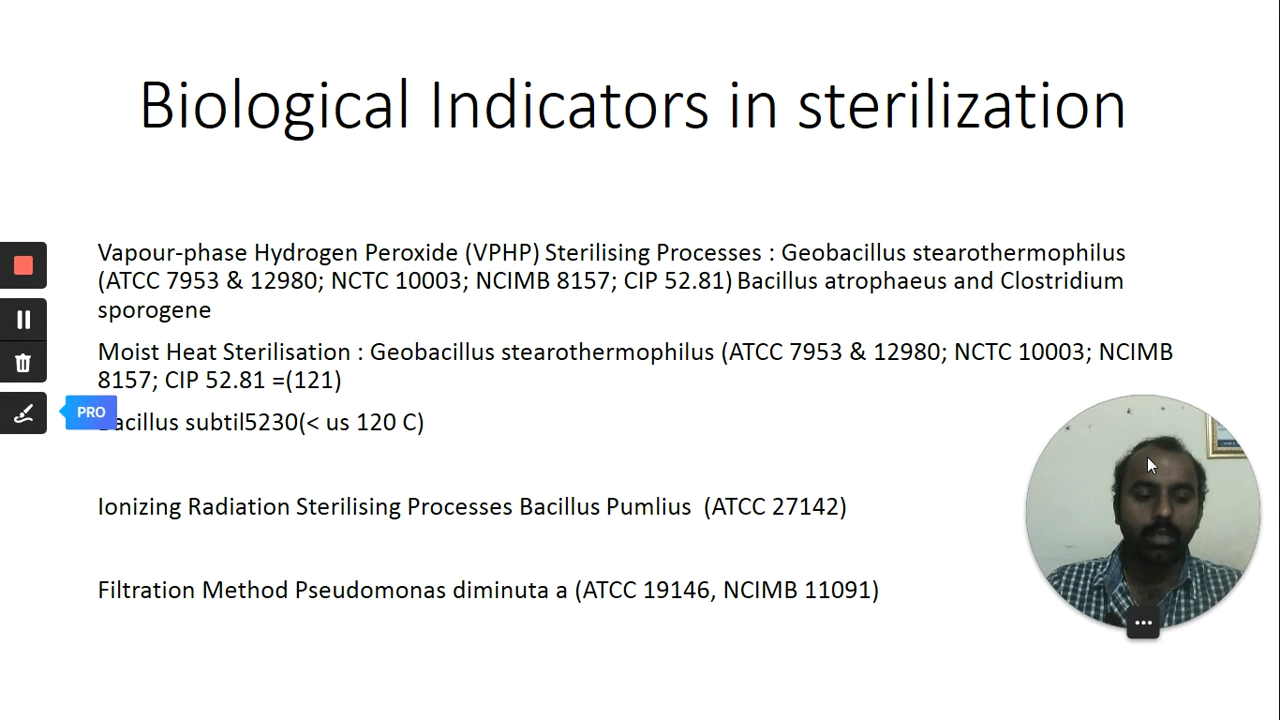 Biological Indicators in sterilization
Vapour-phase Hydrogen Peroxide (VPHP) Sterilising Processes : Geobacillus stearothermophilus
(ATCC 7953 & 12980; NCTC 10003; NCIMB 8157; CIP 52.81) Bacillus atrophaeus and Clostridium
sporogene
Moist Heat Sterilisation : Geobacillus stearothermophilus (ATCC 7953 & 12980; NCTC 10003; NCIMB
8157; CIP 52.81 =(121)
PRO
Bacillus subtil5230(< us 120 C)
Ionizing Radiation Sterilising Processes Bacillus Pumlius (ATCC 27142)
Filtration Method Pseudomonas diminuta a (ATCC 19146, NCIMB 11091)